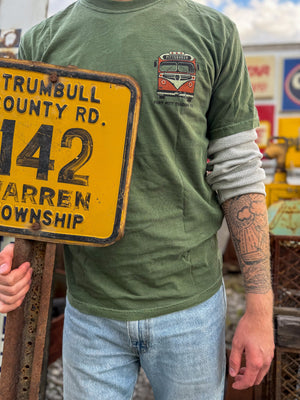 TRUMBULL
COUNTY RD.
142
WARREN
TOWNSHIP